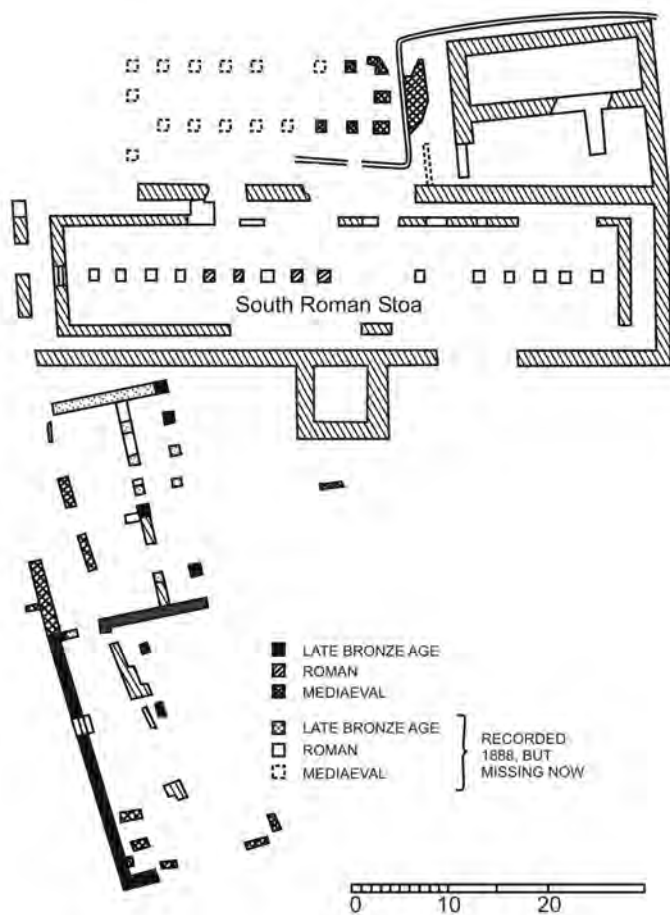 South Roman Stoa
LATE BRONZE AGE
ROMAN
MEDIAEVAL
LATE BRONZE AGE
ROMAN
MEDIAEVAL
RECORDED
1888, BUT
MISSING NOW
0 10 20